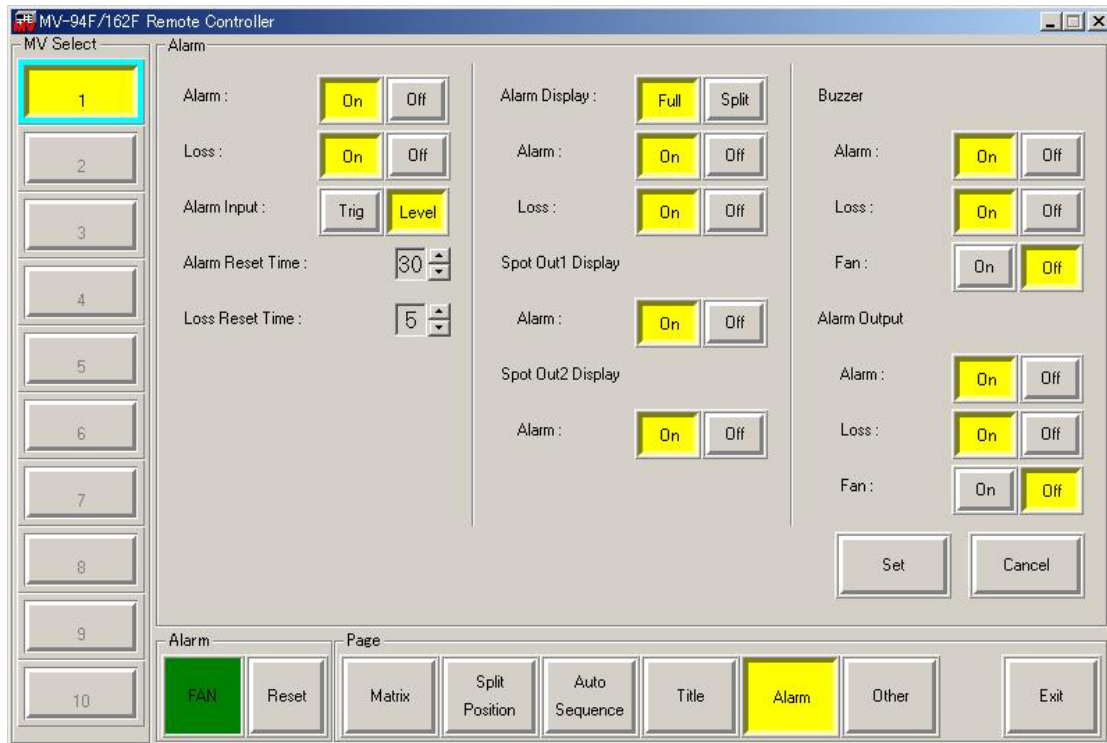 MV-94F/162F Remote Controller
MV Select
1
2
3
4
5
6
7
8
9
10
Alarm
Alarm : On Off
Loss : On Off
Alarm Input : Trig Level
Alarm Reset Time : 30
Loss Reset Time : 5
Alarm Display : Full Split
Alarm : On Off
Loss : On Off
Spot Out1 Display
Alarm : On Off
Spot Out2 Display
Alarm : On Off
Buzzer
Alarm : On Off
Loss : On Off
Fan : On Off
Alarm Output
Alarm : On Off
Loss : On Off
Fan : On Off
Set Cancel
Alarm
FAN Reset
Page
Matrix
Split
Position
Auto
Sequence
Title
Alarm
Other
Exit